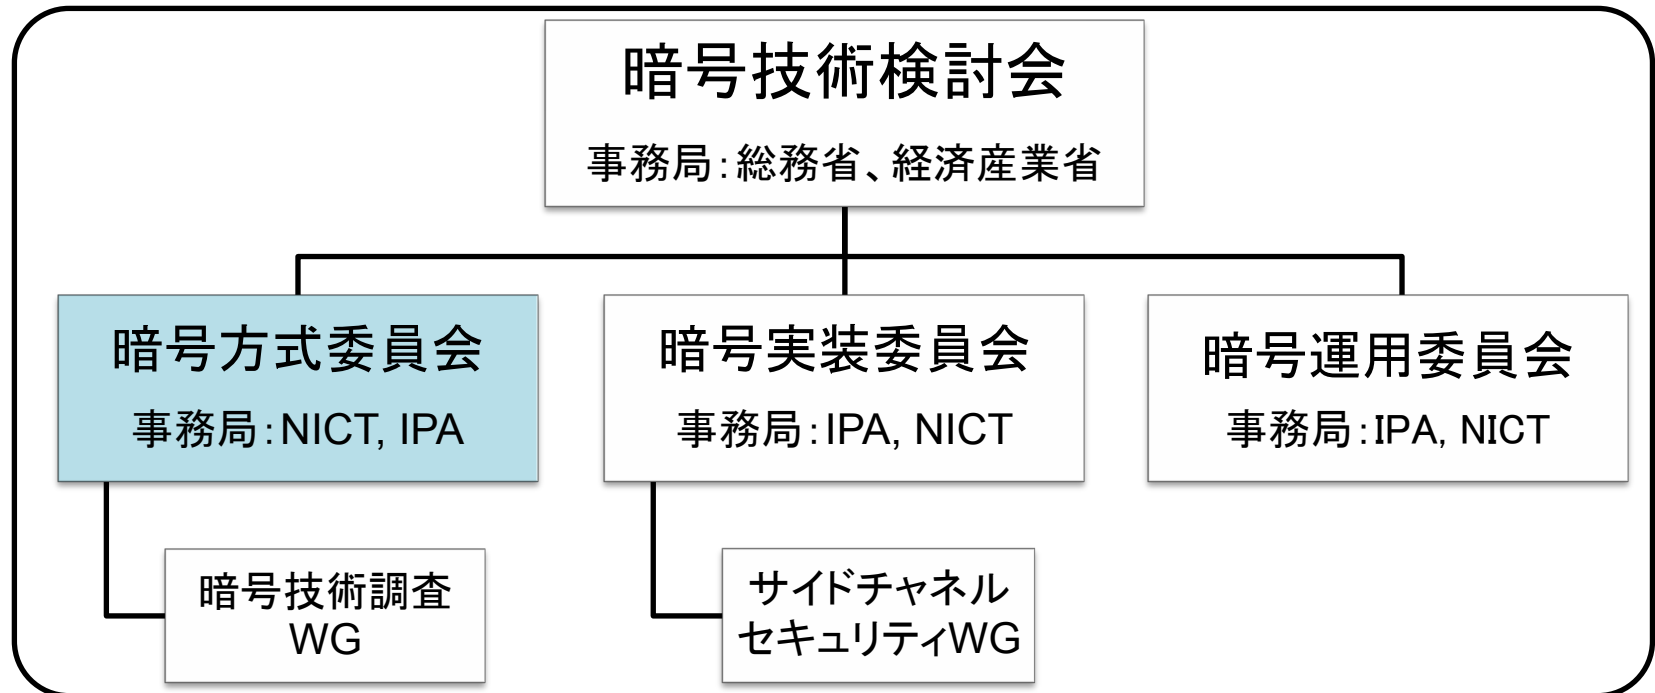 暗号技術検討会
事務局:総務省、経済産業省
暗号方式委員会
事務局:NICT, IPA
暗号実装委員会
事務局:IPA, NICT
暗号運用委員会
事務局:IPA, NICT
暗号技術調査
WG
サイドチャネル
セキュリティWG